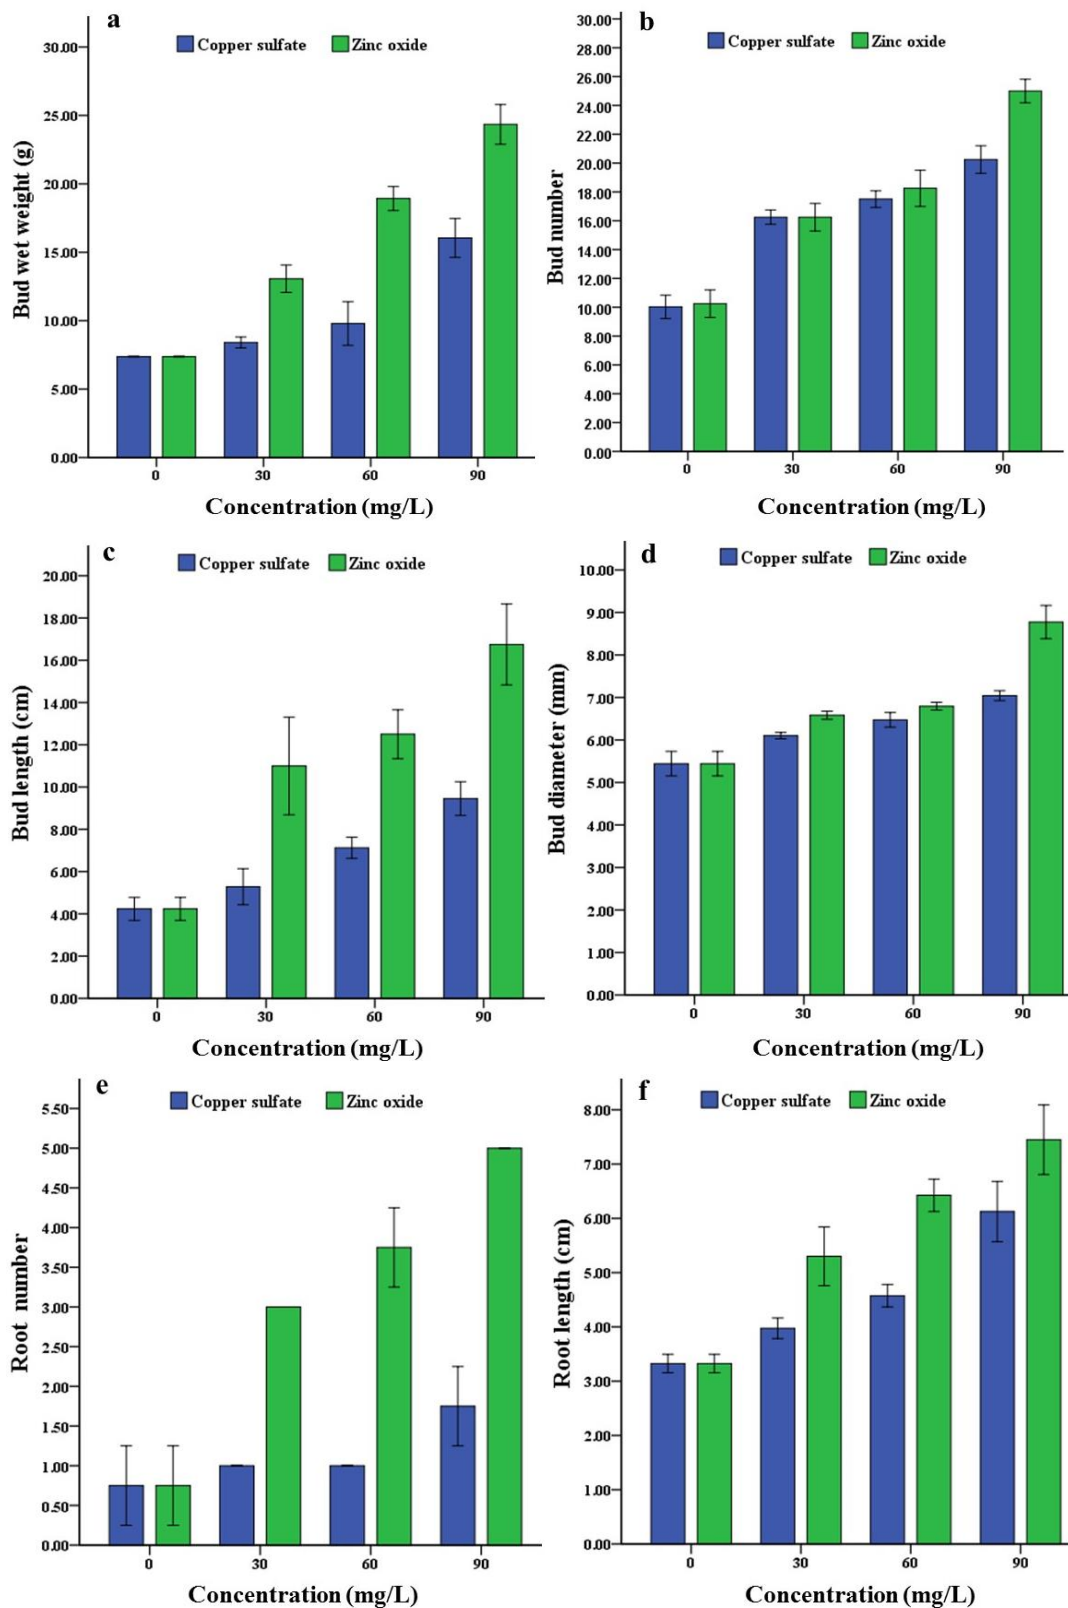 a
Copper sulfate Zinc oxide
30.00
25.00
20.00
15.00
10.00
5.00
0.00
Bud wet weight (g)
0 30 60 90
Concentration (mg/L)
b
Copper sulfate Zinc oxide
30.00
28.00
26.00
24.00
22.00
20.00
18.00
16.00
14.00
12.00
10.00
8.00
6.00
4.00
2.00
0.00
Bud number
0 30 60 90
Concentration (mg/L)
c
Copper sulfate Zinc oxide
20.00
18.00
16.00
14.00
12.00
10.00
8.00
6.00
4.00
2.00
0.00
Bud length (cm)
0 30 60 90
Concentration (mg/L)
d
Copper sulfate Zinc oxide
10.00
9.00
8.00
7.00
6.00
5.00
4.00
3.00
2.00
1.00
0.00
Bud diameter (mm)
0 30 60 90
Concentration (mg/L)
e
Copper sulfate Zinc oxide
5.50
5.00
4.50
4.00
3.50
3.00
2.50
2.00
1.50
1.00
0.50
0.00
Root number
0 30 60 90
Concentration (mg/L)
f
Copper sulfate Zinc oxide
8.00
7.00
6.00
5.00
4.00
3.00
2.00
1.00
0.00
Root length (cm)
0 30 60 90
Concentration (mg/L)